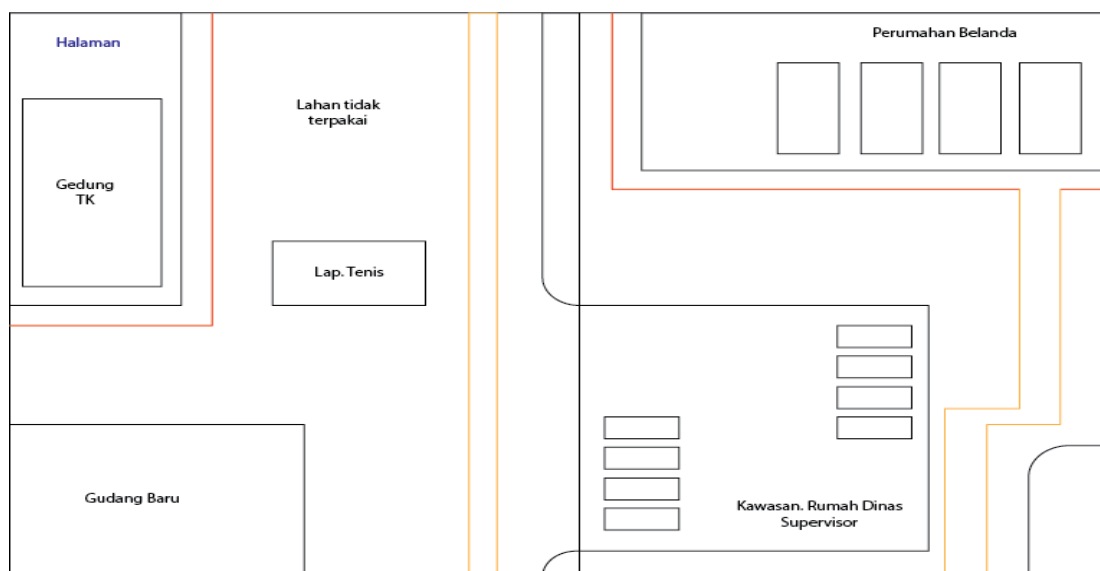 Halaman
Perumahan Belanda
Lahan tidak
terpakai
Gedung
TK
Lap. Tenis
Gudang Baru
Kawasan. Rumah Dinas
Supervisor